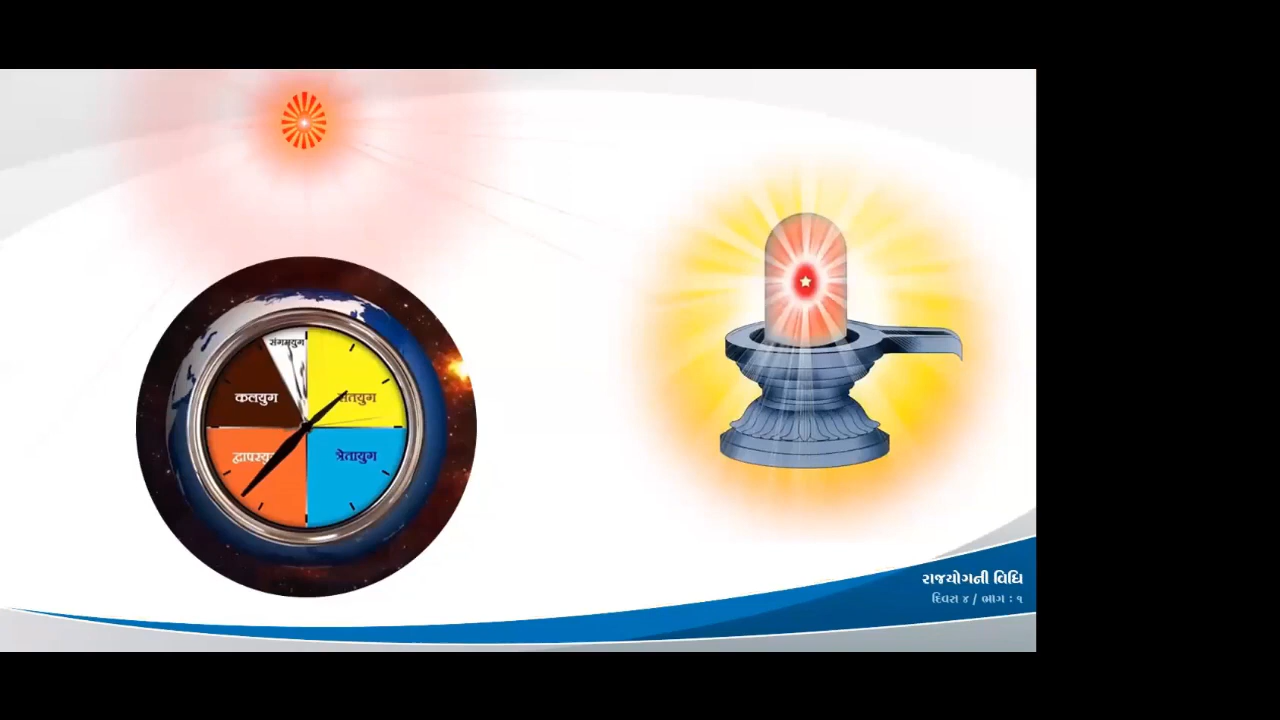 संगमयुग
कलयुग
सतयुग
त्रेतायुग
રાજયોગની વિધિ
દિવસ ૪ / ભાગ : ૧